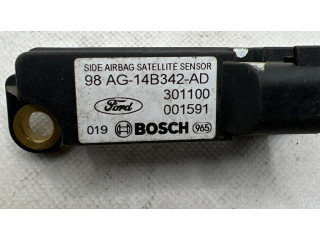 SIDE AIRBAG SATELLITE SENSOR
98 AG-14B342-AD
301100
Ford 001591
019 BOSCH 965